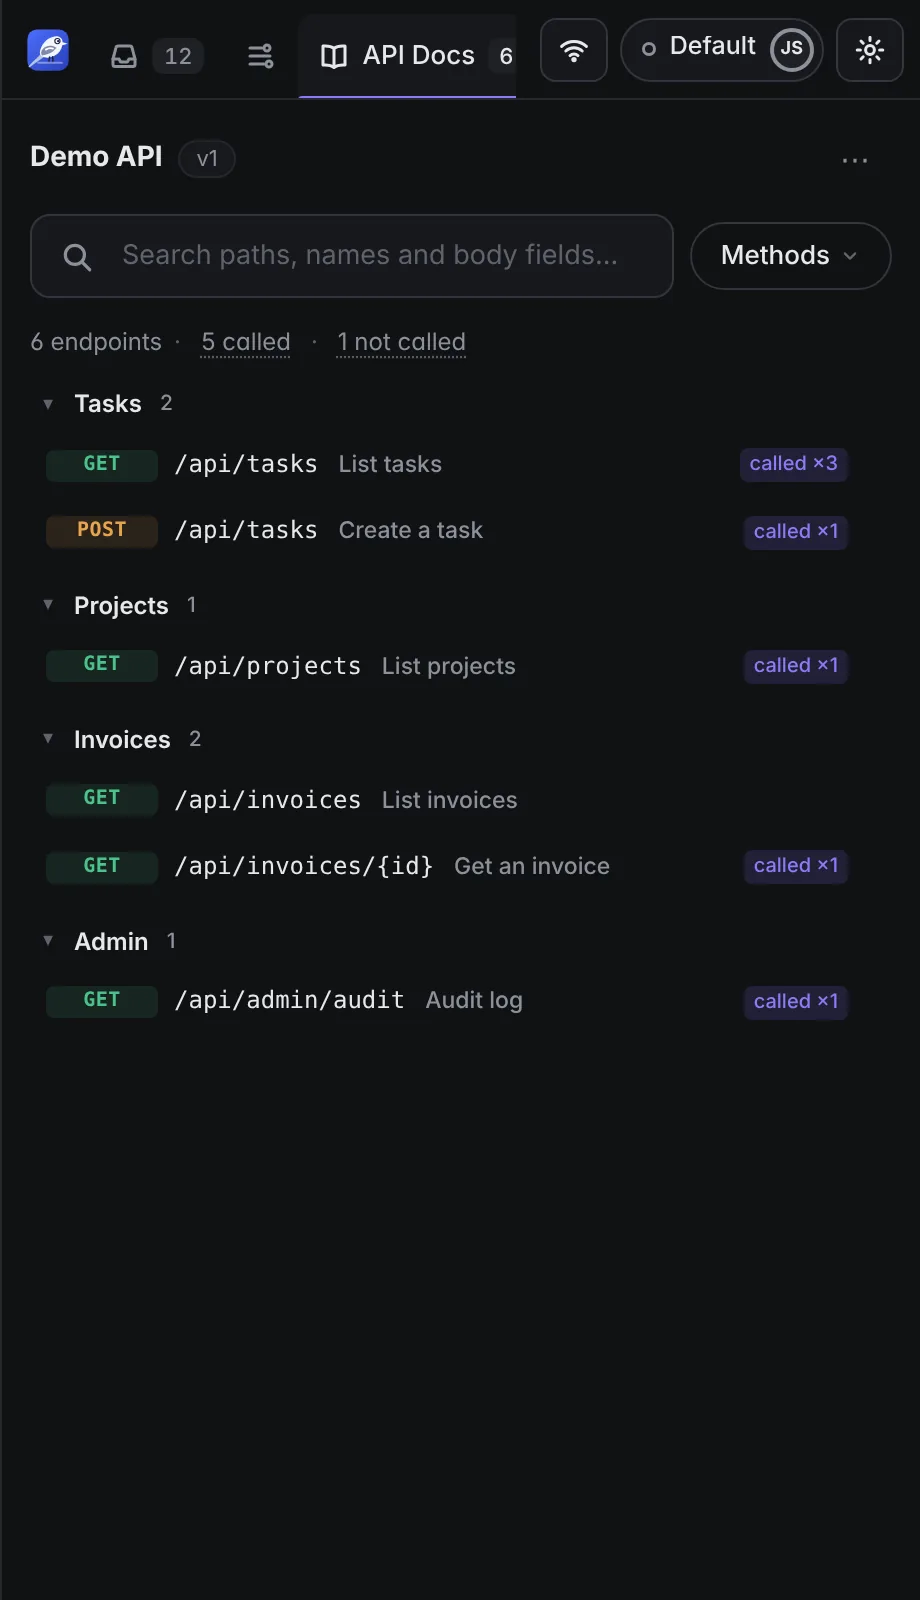 12 API Docs 6 Default JS
Demo API v1 ...
Search paths, names and body fields... Methods
6 endpoints · 5 called · 1 not called
Tasks 2
GET /api/tasks List tasks called ×3
POST /api/tasks Create a task called ×1
Projects 1
GET /api/projects List projects called ×1
Invoices 2
GET /api/invoices List invoices
GET /api/invoices/{id} Get an invoice called ×1
Admin 1
GET /api/admin/audit Audit log called ×1